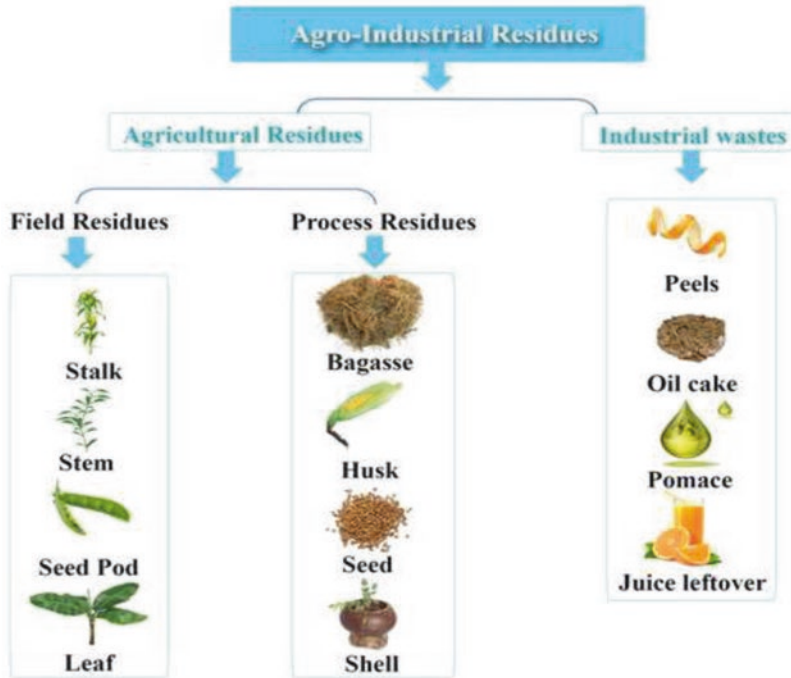 Agro-Industrial Residues
Agricultural Residues
Industrial wastes
Field Residues
Process Residues
Stalk
Stem
Seed Pod
Leaf
Bagasse
Husk
Seed
Shell
Peels
Oil cake
Pomace
Juice leftover